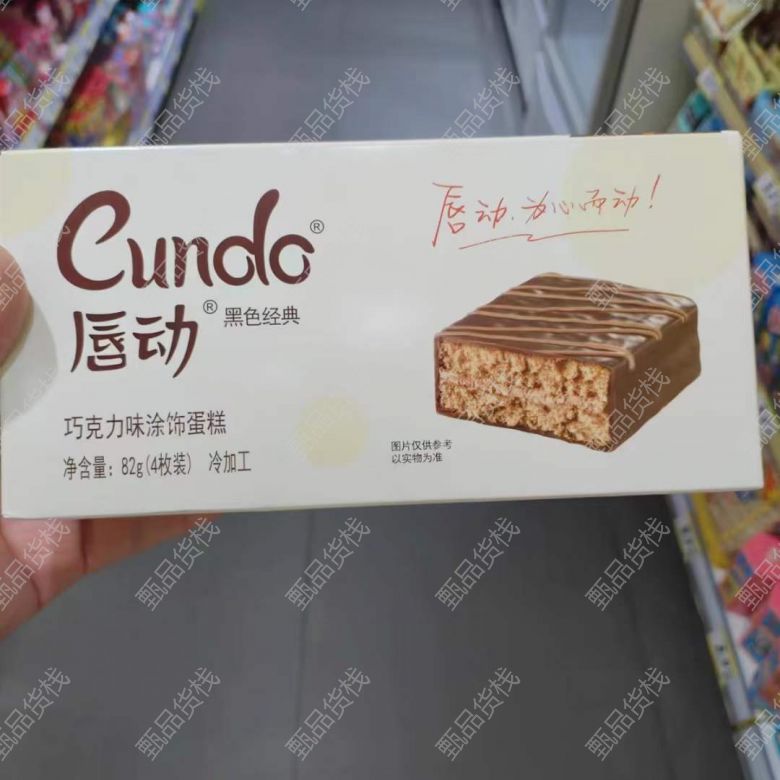 Cundo®
唇动®
黑色经典
巧克力味涂饰蛋糕
净含量：82g(4枚装) 冷加工
唇动.为心而动!
图片仅供参考
以实物为准
甄品货栈